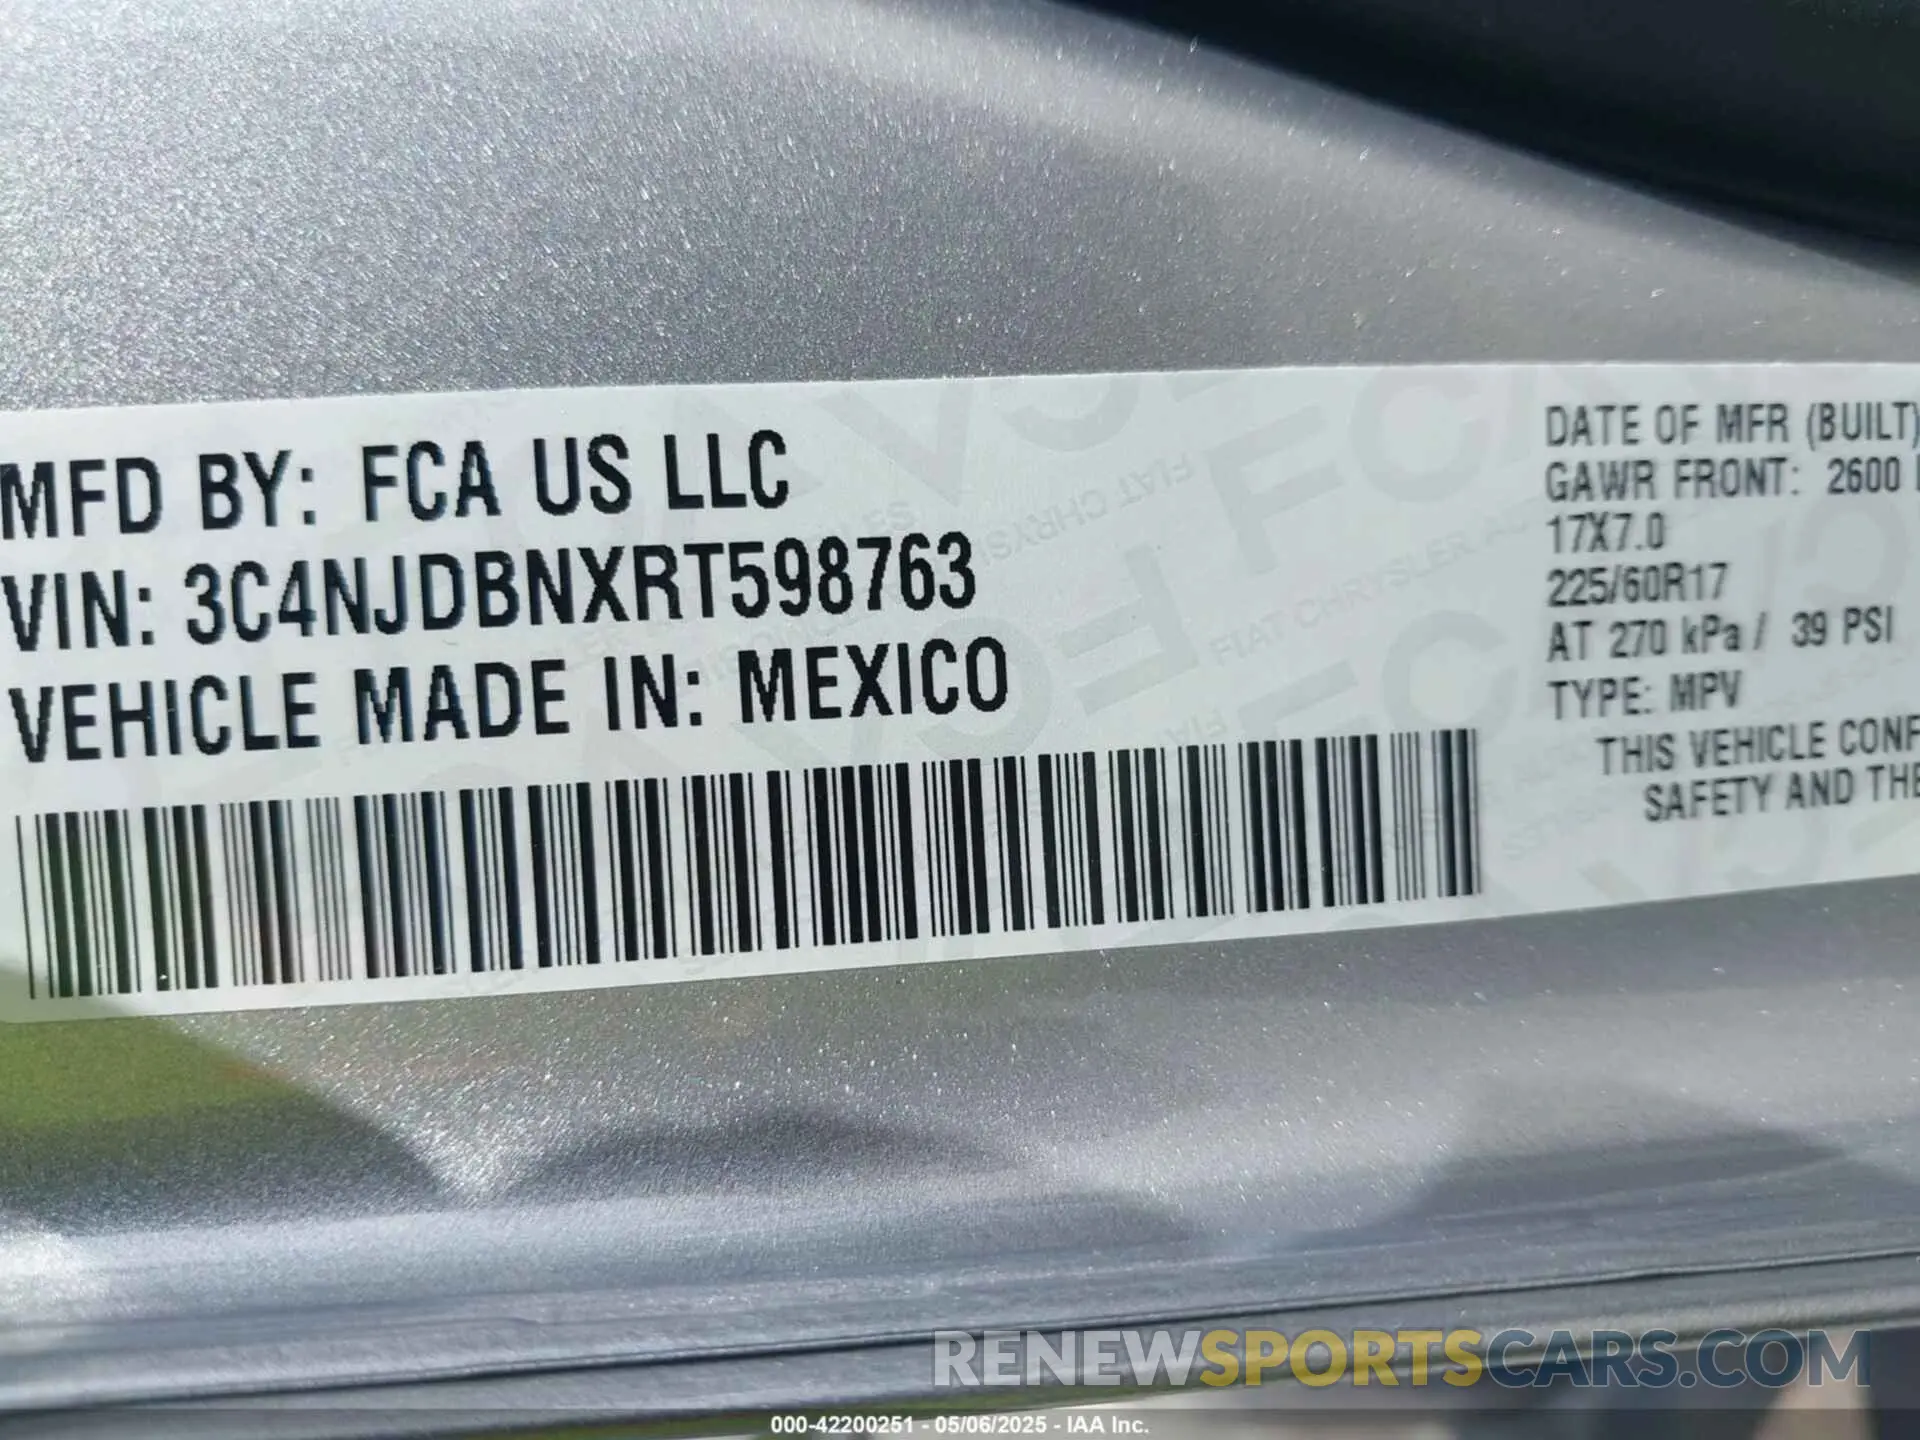 MFD BY: FCA US LLC
VIN: 3C4NJDBNXRT598763
VEHICLE MADE IN: MEXICO
DATE OF MFR (BUILT)
GAWR FRONT: 2600
17X7.0
225/60R17
AT 270 kPa / 39 PSI
TYPE: MPV
THIS VEHICLE
SAFETY AND THE
RENEWSPORTSCARS.COM
000-42200251 - 05/06/2025 - IAA Inc.